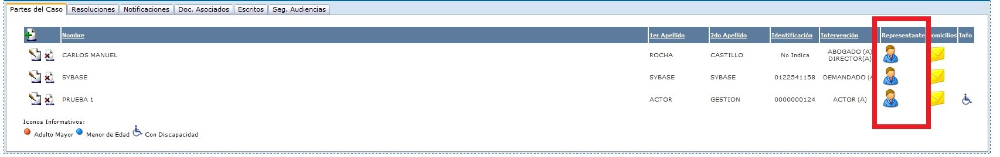 Partes del Caso Resoluciones Notificaciones Doc. Asociados Escritos Seg. Audiencias
Nombre 1er Apellido 2do Apellido Identificación Intervención Representante omicilios Info
CARLOS MANUEL ROCHA CASTILLO No Indica ABOGADO (A)
DIRECTOR(A)
SYBASE SYBASE SYBASE 0122541158 DEMANDADO (A
PRUEBA 1 ACTOR GESTION 0000000124 ACTOR (A)
Iconos Informativos:
Adulto Mayor Menor de Edad Con Discapacidad